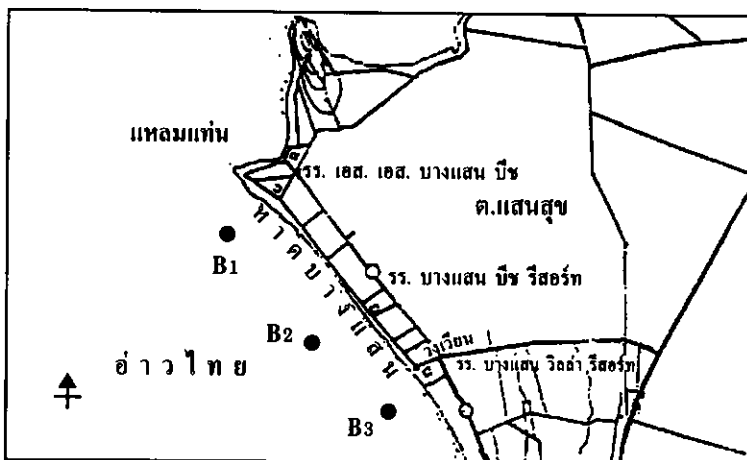 แหลมแท่น
รร. เอส. เอส. บางแสน บีช
ต.แสนสุข
หาดบางแสน
B1
รร. บางแสน บีช รีสอร์ท
B2
วงเวียน
อ่าวไทย
รร. บางแสน วิลล่า รีสอร์ท
B3